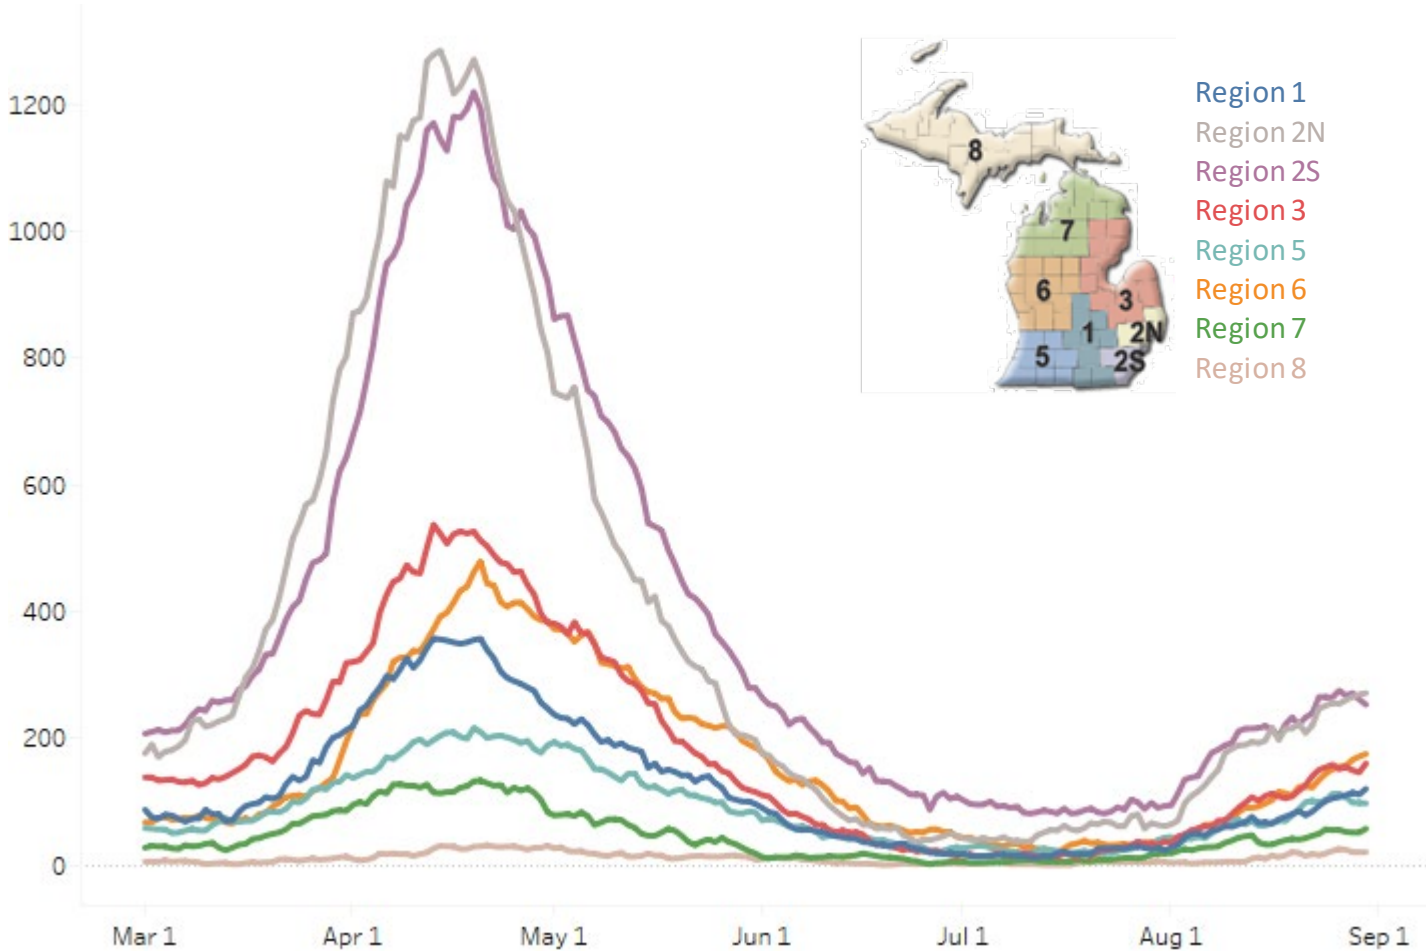 1200
1000
800
600
400
200
0
Mar 1
Apr 1
May 1
Jun 1
Jul 1
Aug 1
Sep 1
8
7
6
3
1
2N
5
2S
Region 1
Region 2N
Region 2S
Region 3
Region 5
Region 6
Region 7
Region 8